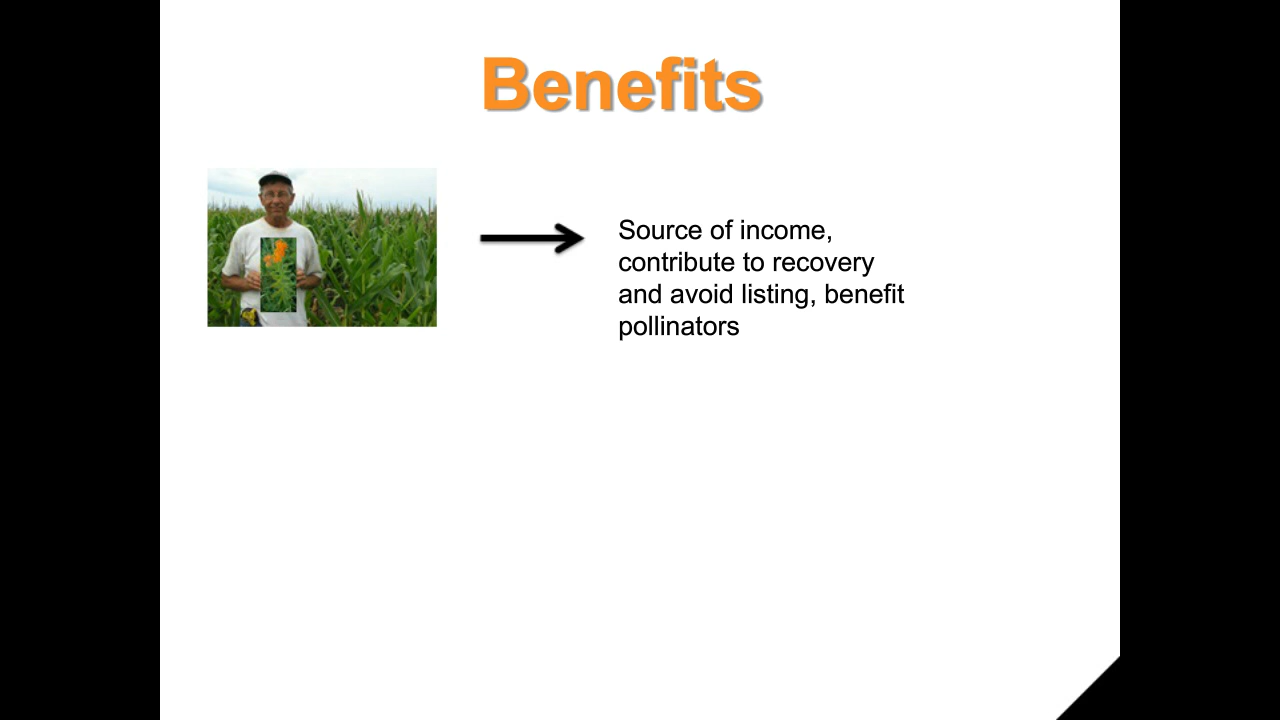 Benefits
Source of income,
contribute to recovery
and avoid listing, benefit
pollinators